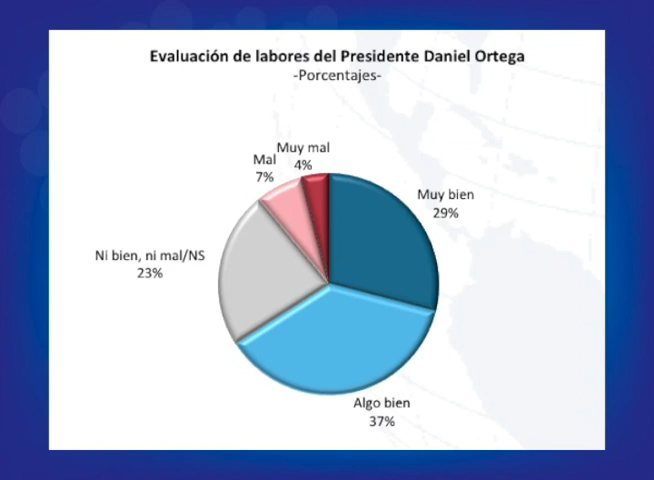 Evaluación de labores del Presidente Daniel Ortega
-Porcentajes-
Muy mal
4%
Mal
7%
Muy bien
29%
Ni bien, ni mal/NS
23%
Algo bien
37%